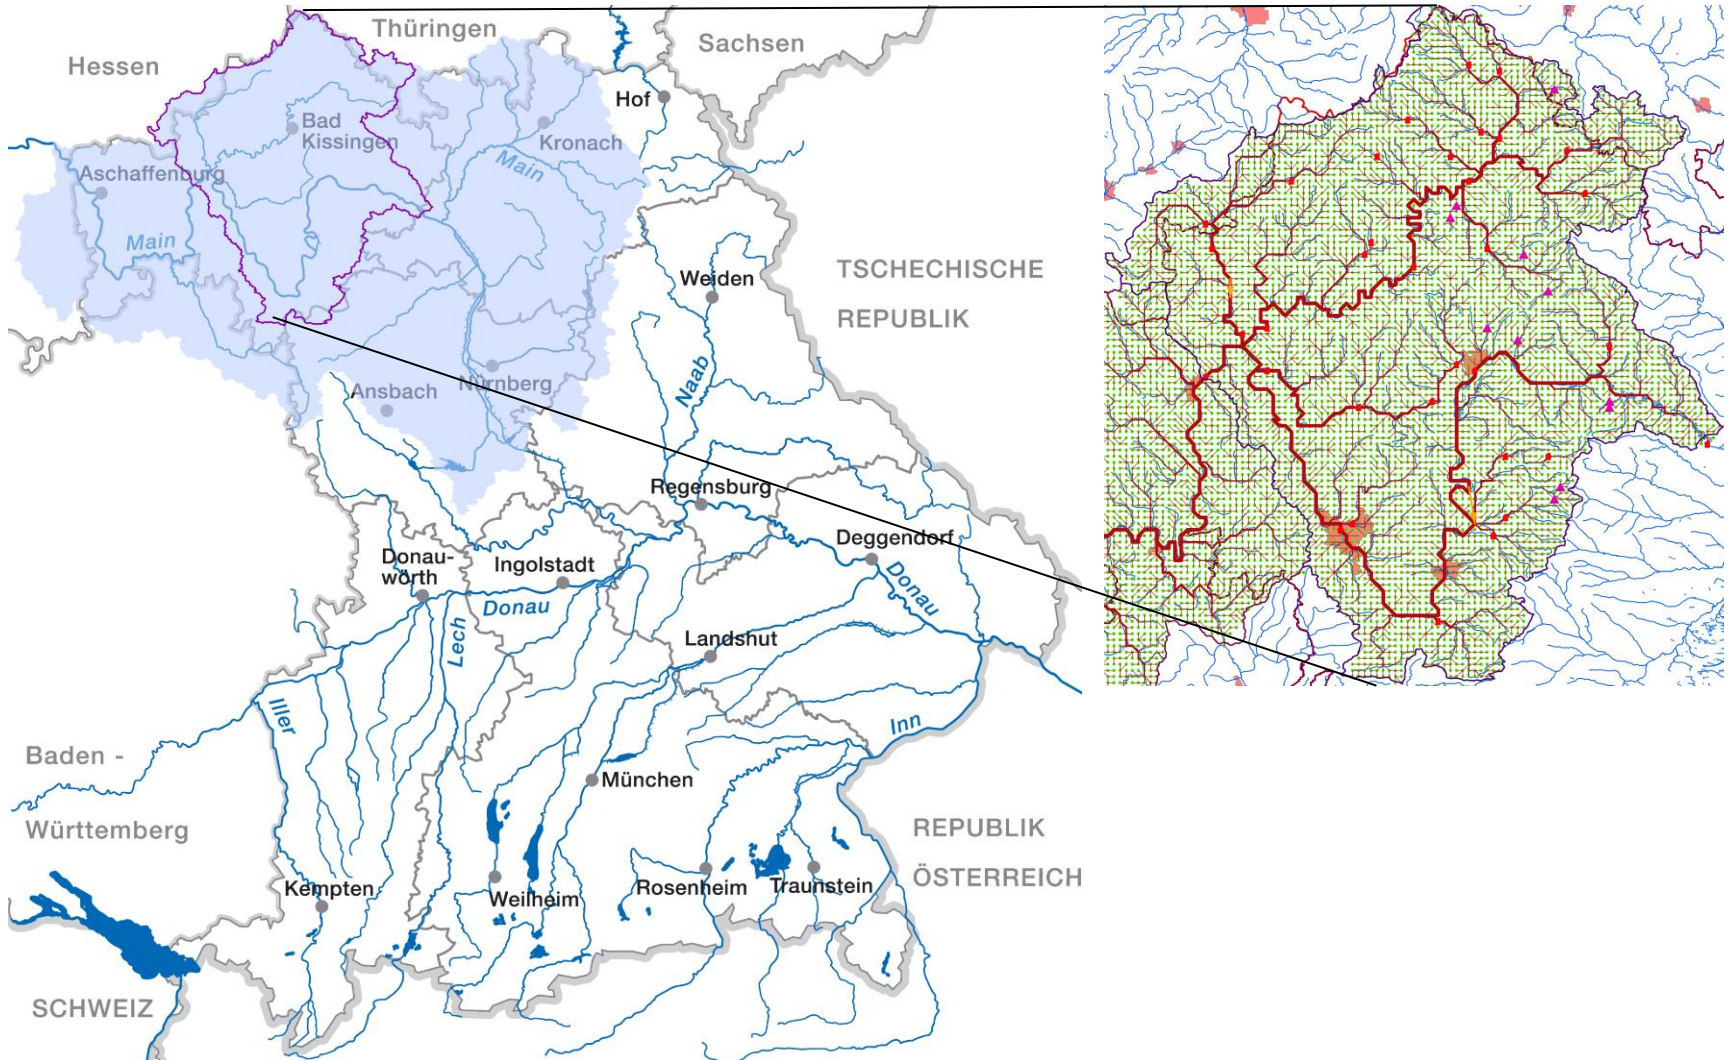 Thüringen
Sachsen
Hessen
Hof
Bad
Kissingen
Kronach
Main
Aschaffenburg
Main
Weiden
TSCHECHISCHE
REPUBLIK
Naab
Ansbach
Nürnberg
Regensburg
Deggendorf
Donau-
wörth
Ingolstadt
Donau
Donau
Lech
Landshut
Iller
Inn
Baden -
München
Württemberg
REPUBLIK
ÖSTERREICH
Kempten
Weilheim
Rosenheim
Traunstein
SCHWEIZ